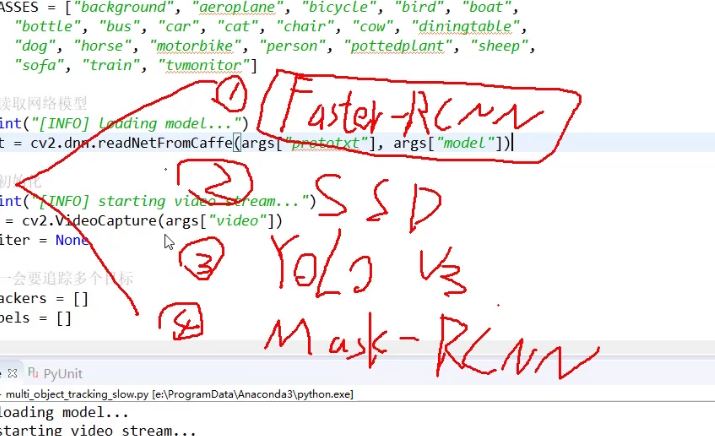 ASSES = ["background", "aeroplane", "bicycle", "bird", "boat",
"bottle", "bus", "car", "cat", "chair", "cow", "diningtable",
"dog", "horse", "motorbike", "person", "pottedplant", "sheep",
"sofa", "train", "tvmonitor"]
① Faster-RCNN
读取网络模型
int("[INFO] loading model...")
t = cv2.dnn.readNetFromCaffe(args["prototxt"], args["model"])
② SSD
初始化
int("[INFO] starting video stream...")
= cv2.VideoCapture(args["video"])
iter = None
③ YOLO V3
一会要追踪多个目标
ackers = []
bels = []
④ Mask-RCNN
PyUnit
multi_object_tracking_slow.py [e:\ProgramData\Anaconda3\python.exe]
loading model...
starting video stream...